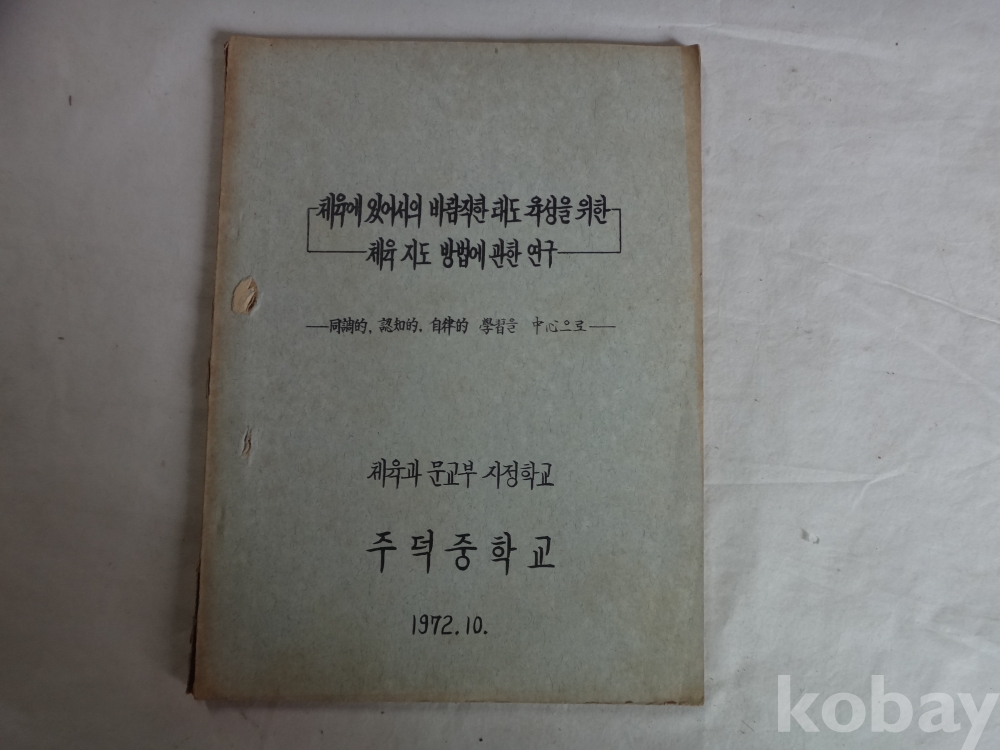 체육에 있어서의 바람직한 태도 육성을 위한
체육 지도 방법에 관한 연구
同論的, 認知的, 自律的 學習을 中心으로
체육과 문교부 지정학교
주덕중학교
1972.10.
kobay